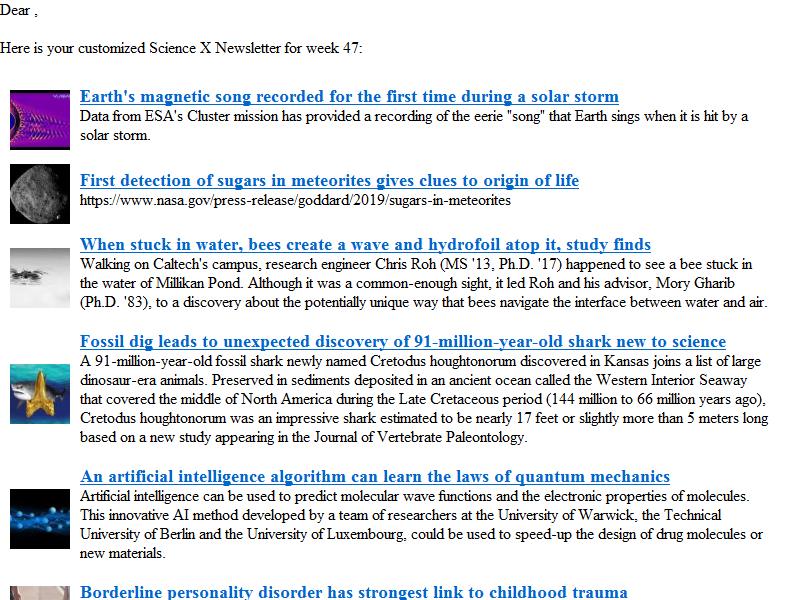 Dear ,
Here is your customized Science X Newsletter for week 47:
Earth's magnetic song recorded for the first time during a solar storm
Data from ESA's Cluster mission has provided a recording of the eerie "song" that Earth sings when it is hit by a
solar storm.
First detection of sugars in meteorites gives clues to origin of life
https://www.nasa.gov/press-release/goddard/2019/sugars-in-meteorites
When stuck in water, bees create a wave and hydrofoil atop it, study finds
Walking on Caltech's campus, research engineer Chris Roh (MS '13, Ph.D. '17) happened to see a bee stuck in
the water of Millikan Pond. Although it was a common-enough sight, it led Roh and his advisor, Mory Gharib
(Ph.D. '83), to a discovery about the potentially unique way that bees navigate the interface between water and air.
Fossil dig leads to unexpected discovery of 91-million-year-old shark new to science
A 91-million-year-old fossil shark newly named Cretodus houghtonorum discovered in Kansas joins a list of large
dinosaur-era animals. Preserved in sediments deposited in an ancient ocean called the Western Interior Seaway
that covered the middle of North America during the Late Cretaceous period (144 million to 66 million years ago),
Cretodus houghtonorum was an impressive shark estimated to be nearly 17 feet or slightly more than 5 meters long
based on a new study appearing in the Journal of Vertebrate Paleontology.
An artificial intelligence algorithm can learn the laws of quantum mechanics
Artificial intelligence can be used to predict molecular wave functions and the electronic properties of molecules.
This innovative AI method developed by a team of researchers at the University of Warwick, the Technical
University of Berlin and the University of Luxembourg, could be used to speed-up the design of drug molecules or
new materials.
Borderline personality disorder has strongest link to childhood trauma